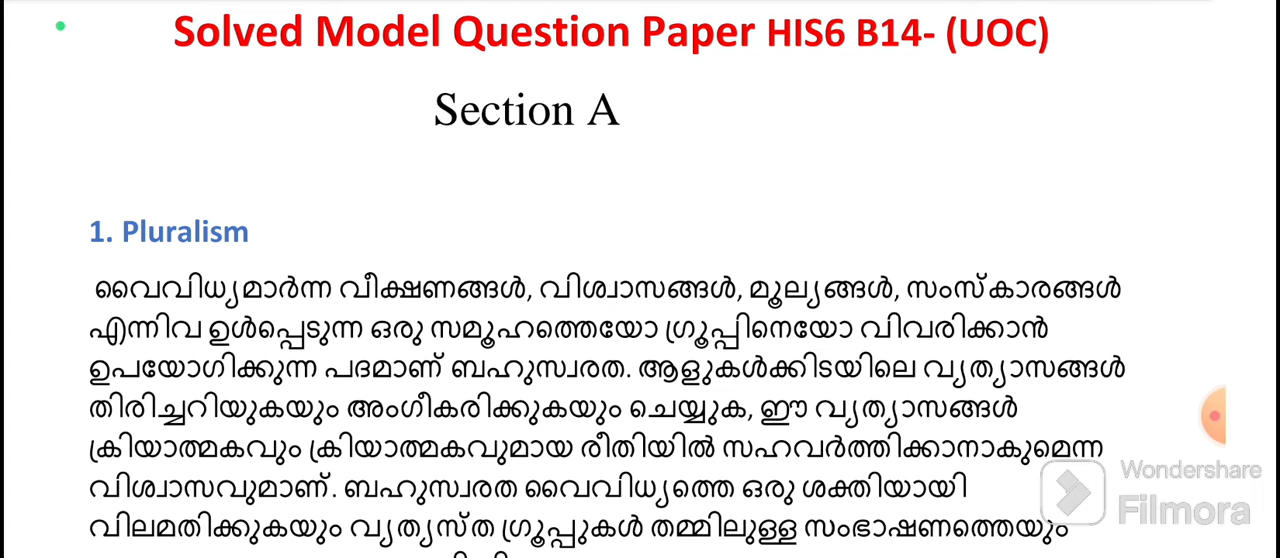 Solved Model Question Paper HIS6 B14- (UOC)
Section A
1. Pluralism
വൈവിധ്യമാർന്ന വീക്ഷണങ്ങൾ, വിശ്വാസങ്ങൾ, മൂല്യങ്ങൾ, സംസ്കാരങ്ങൾ
എന്നിവ ഉൾപ്പെടുന്ന ഒരു സമൂഹത്തെയോ ഗ്രൂപ്പിനെയോ വിവരിക്കാൻ
ഉപയോഗിക്കുന്ന പദമാണ് ബഹുസ്വരത. ആളുകൾക്കിടയിലെ വ്യത്യാസങ്ങൾ
തിരിച്ചറിയുകയും അംഗീകരിക്കുകയും ചെയ്യുക, ഈ വ്യത്യാസങ്ങൾ
ക്രിയാത്മകവും ക്രിയാത്മകവുമായ രീതിയിൽ സഹവർത്തിക്കാനാകുമെന്ന
വിശ്വാസവുമാണ്. ബഹുസ്വരത വൈവിധ്യത്തെ ഒരു ശക്തിയായി
വിലമതിക്കുകയും വ്യത്യസ്ത ഗ്രൂപ്പുകൾ തമ്മിലുള്ള സംഭാഷണത്തെയും
Wondershare
Filmora